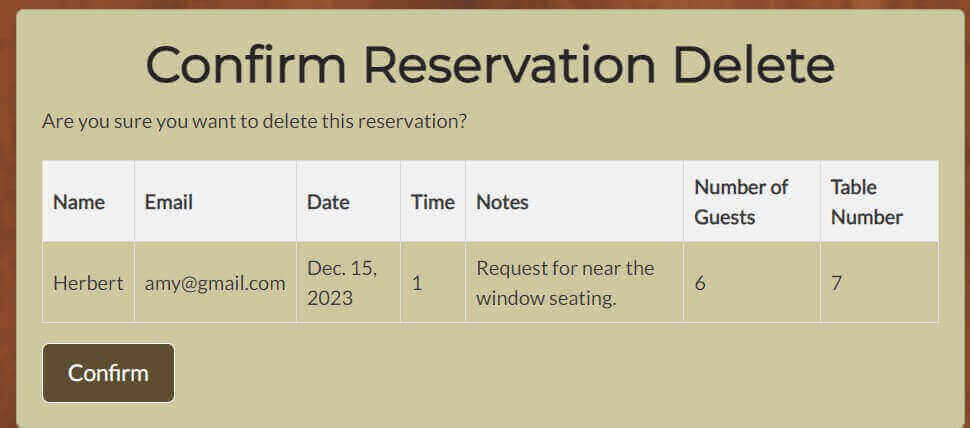 Confirm Reservation Delete
Are you sure you want to delete this reservation?
Name Email Date Time Notes Number of Guests Table Number
Herbert amy@gmail.com Dec. 15, 2023 1 Request for near the window seating. 6 7
Confirm